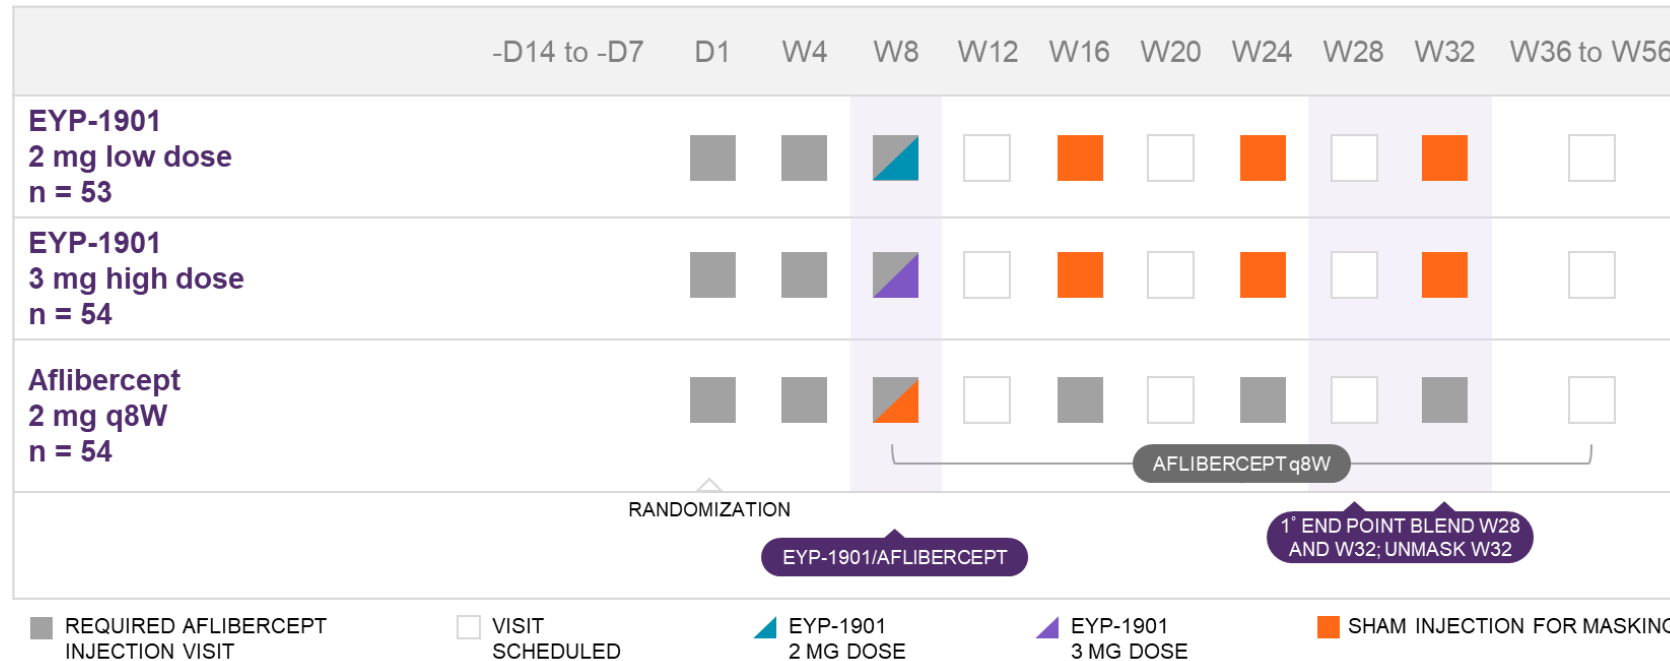 -D14 to -D7 D1 W4 W8 W12 W16 W20 W24 W28 W32 W36 to W56
EYP-1901
2 mg low dose
n = 53
EYP-1901
3 mg high dose
n = 54
Aflibercept
2 mg q8W
n = 54
AFLIBERCEPT q8W
RANDOMIZATION
EYP-1901/AFLIBERCEPT
1° END POINT BLEND W28
AND W32; UNMASK W32
REQUIRED AFLIBERCEPT
INJECTION VISIT
VISIT
SCHEDULED
EYP-1901
2 MG DOSE
EYP-1901
3 MG DOSE
SHAM INJECTION FOR MASKING